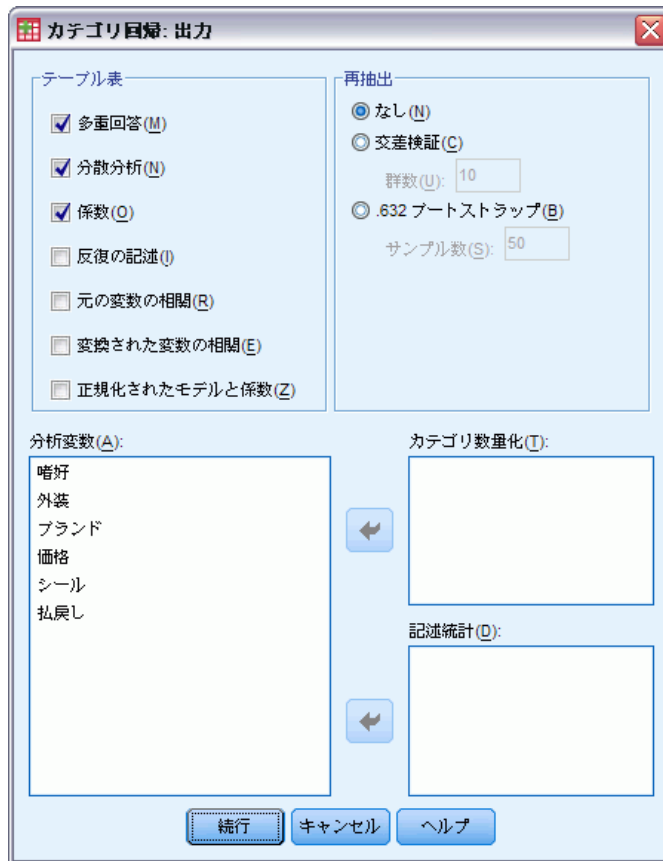 カテゴリ回帰: 出力
テーブル表
多重回答(M)
分散分析(N)
係数(O)
反復の記述(I)
元の変数の相関(R)
変換された変数の相関(E)
正規化されたモデルと係数(Z)
再抽出
なし(N)
交差検証(C)
群数(U): 10
.632 ブートストラップ(B)
サンプル数(S): 50
分析変数(A):
嗜好
外装
ブランド
価格
シール
払戻し
カテゴリ数量化(T):
記述統計(D):
続行
キャンセル
ヘルプ